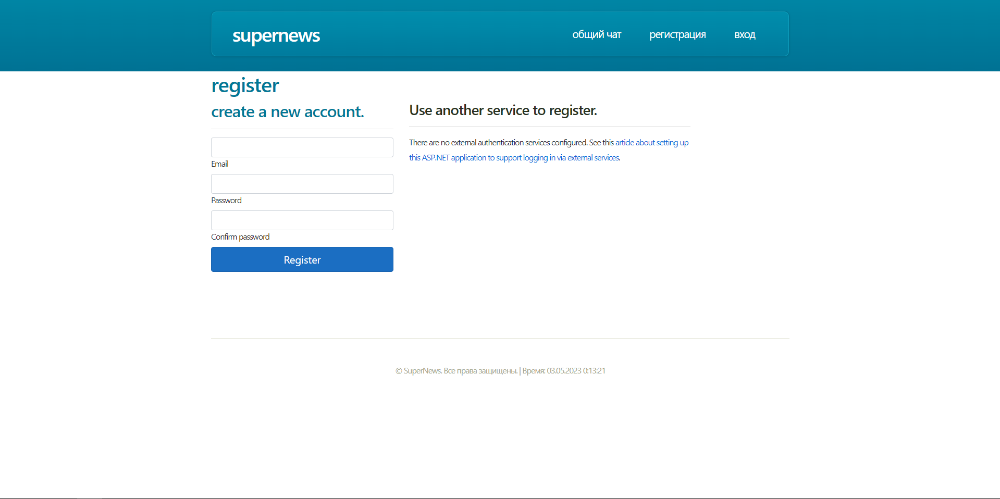 supernews
общий чат
регистрация
вход
register
create a new account.
Email
Password
Confirm password
Register
Use another service to register.
There are no external authentication services configured. See this article about setting up
this ASP.NET application to support logging in via external services.
© SuperNews. Все права защищены. | Время: 03.05.2023 0:13:21